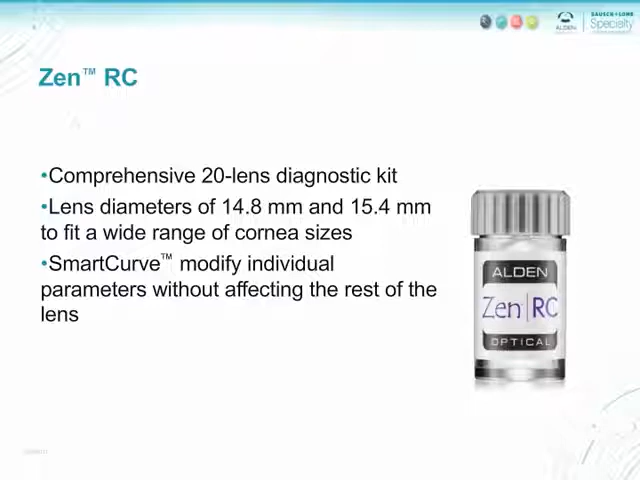 BAUSCH + LOMB
Specialty
ALDEN
Zen™ RC
•Comprehensive 20-lens diagnostic kit
•Lens diameters of 14.8 mm and 15.4 mm
to fit a wide range of cornea sizes
•SmartCurve™ modify individual
parameters without affecting the rest of the
lens
ALDEN
Zen RC
OPTICAL